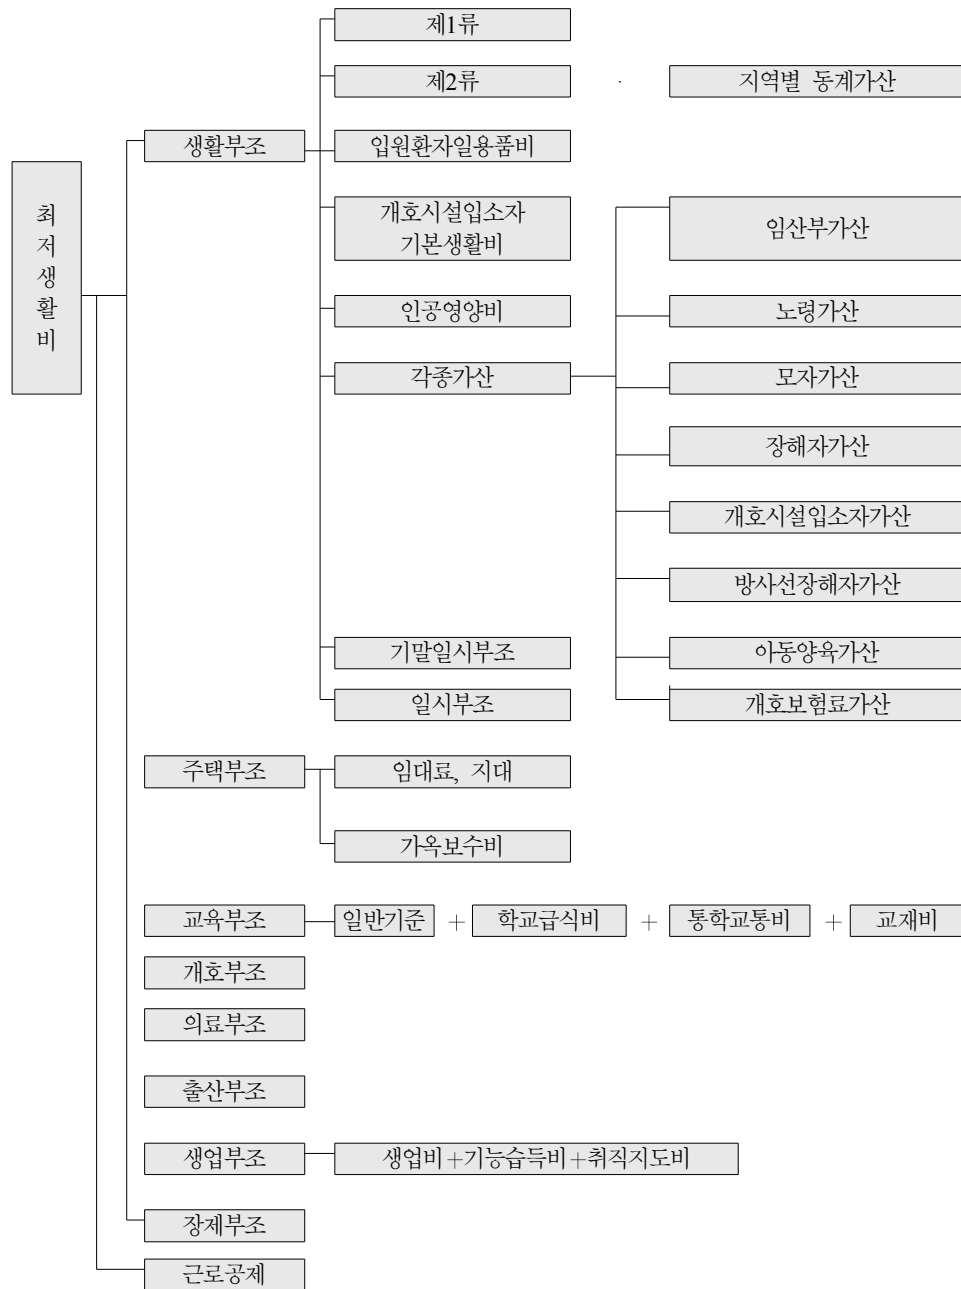 제1류
제2류 . 지역별 동계가산
생활부조 입원환자일용품비
최
저
생
활
비
개호시설입소자
기본생활비
임산부가산
인공영양비 노령가산
각종가산 모자가산
장해자가산
개호시설입소자가산
방사선장해자가산
기말일시부조 아동양육가산
일시부조 개호보험료가산
주택부조 임대료, 지대
가옥보수비
교육부조 일반기준 + 학교급식비 + 통학교통비 + 교재비
개호부조
의료부조
출산부조
생업부조 생업비+기능습득비+취직지도비
장제부조
근로공제